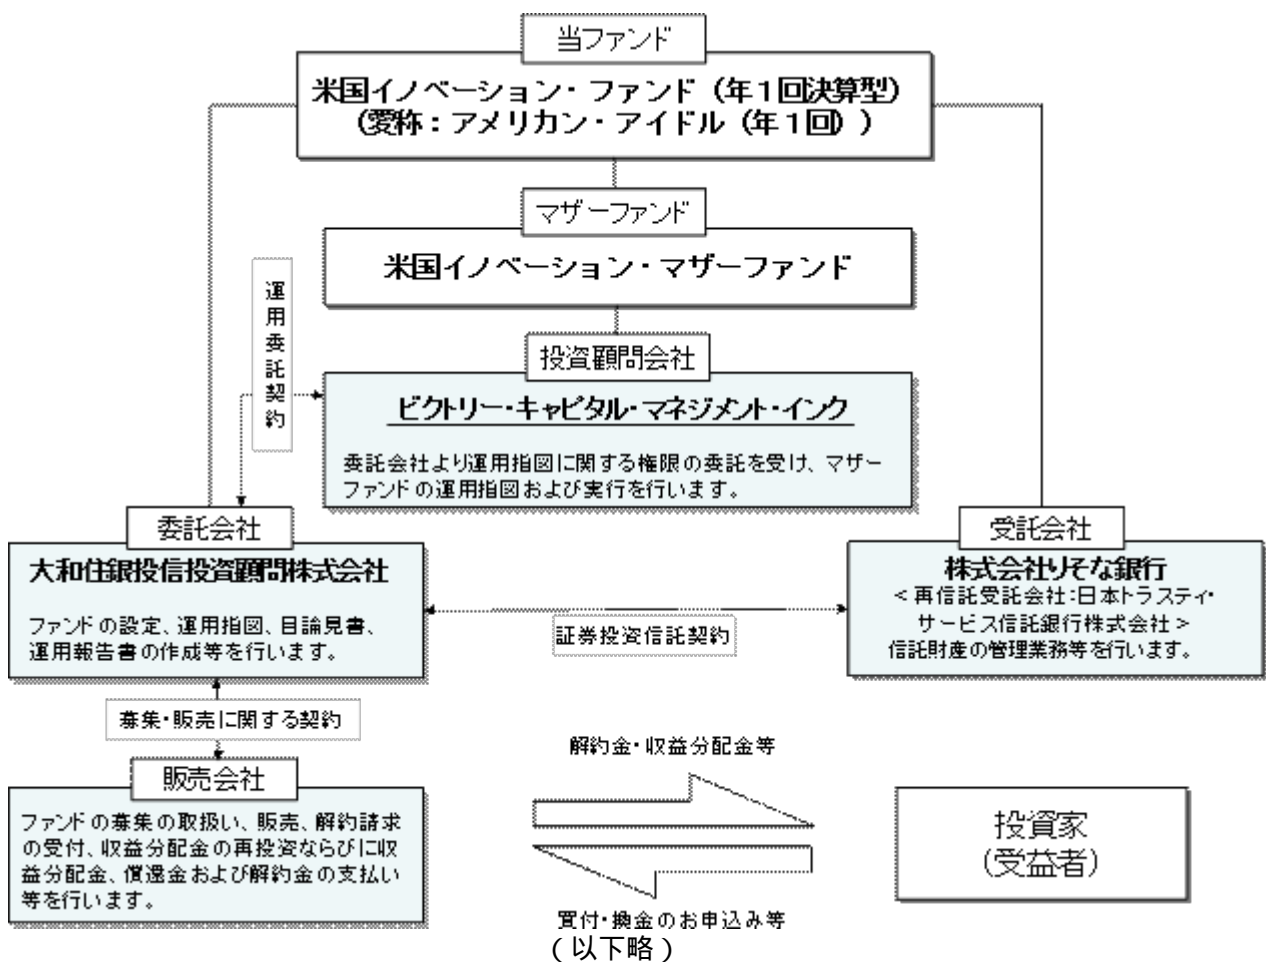 当ファンド
米国イノベーション・ファンド（年１回決算型）
（愛称：アメリカン・アイドル（年１回））
マザーファンド
米国イノベーション・マザーファンド
運用委託契約
投資顧問会社
ビクトリー・キャピタル・マネジメント・インク
委託会社より運用指図に関する権限の委託を受け、マザー
ファンドの運用指図および実行を行います。
委託会社
大和住銀投信投資顧問株式会社
ファンドの設定、運用指図、目論見書、
運用報告書の作成等を行います。
証券投資信託契約
受託会社
株式会社りそな銀行
＜再信託受託会社：日本トラスティ・
サービス信託銀行株式会社＞
信託財産の管理業務等を行います。
募集・販売に関する契約
販売会社
ファンドの募集の取扱い、販売、解約請求
の受付、収益分配金の再投資ならびに収
益分配金、償還金および解約金の支払い
等を行います。
解約金・収益分配金等
買付・換金のお申込み等
投資家
（受益者）
（以下略）